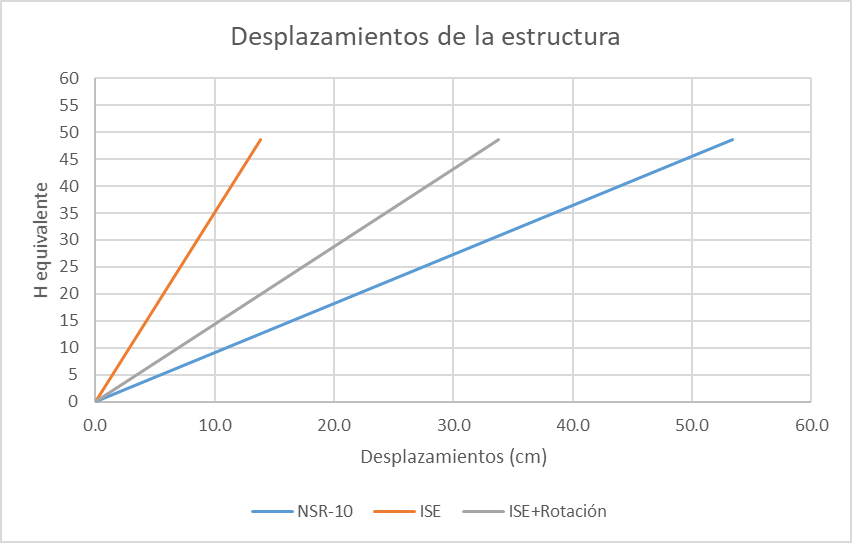 Desplazamientos de la estructura
H equivalente
60
55
50
45
40
35
30
25
20
15
10
5
0
0.0 10.0 20.0 30.0 40.0 50.0 60.0
Desplazamientos (cm)
NSR-10 ISE ISE+Rotación